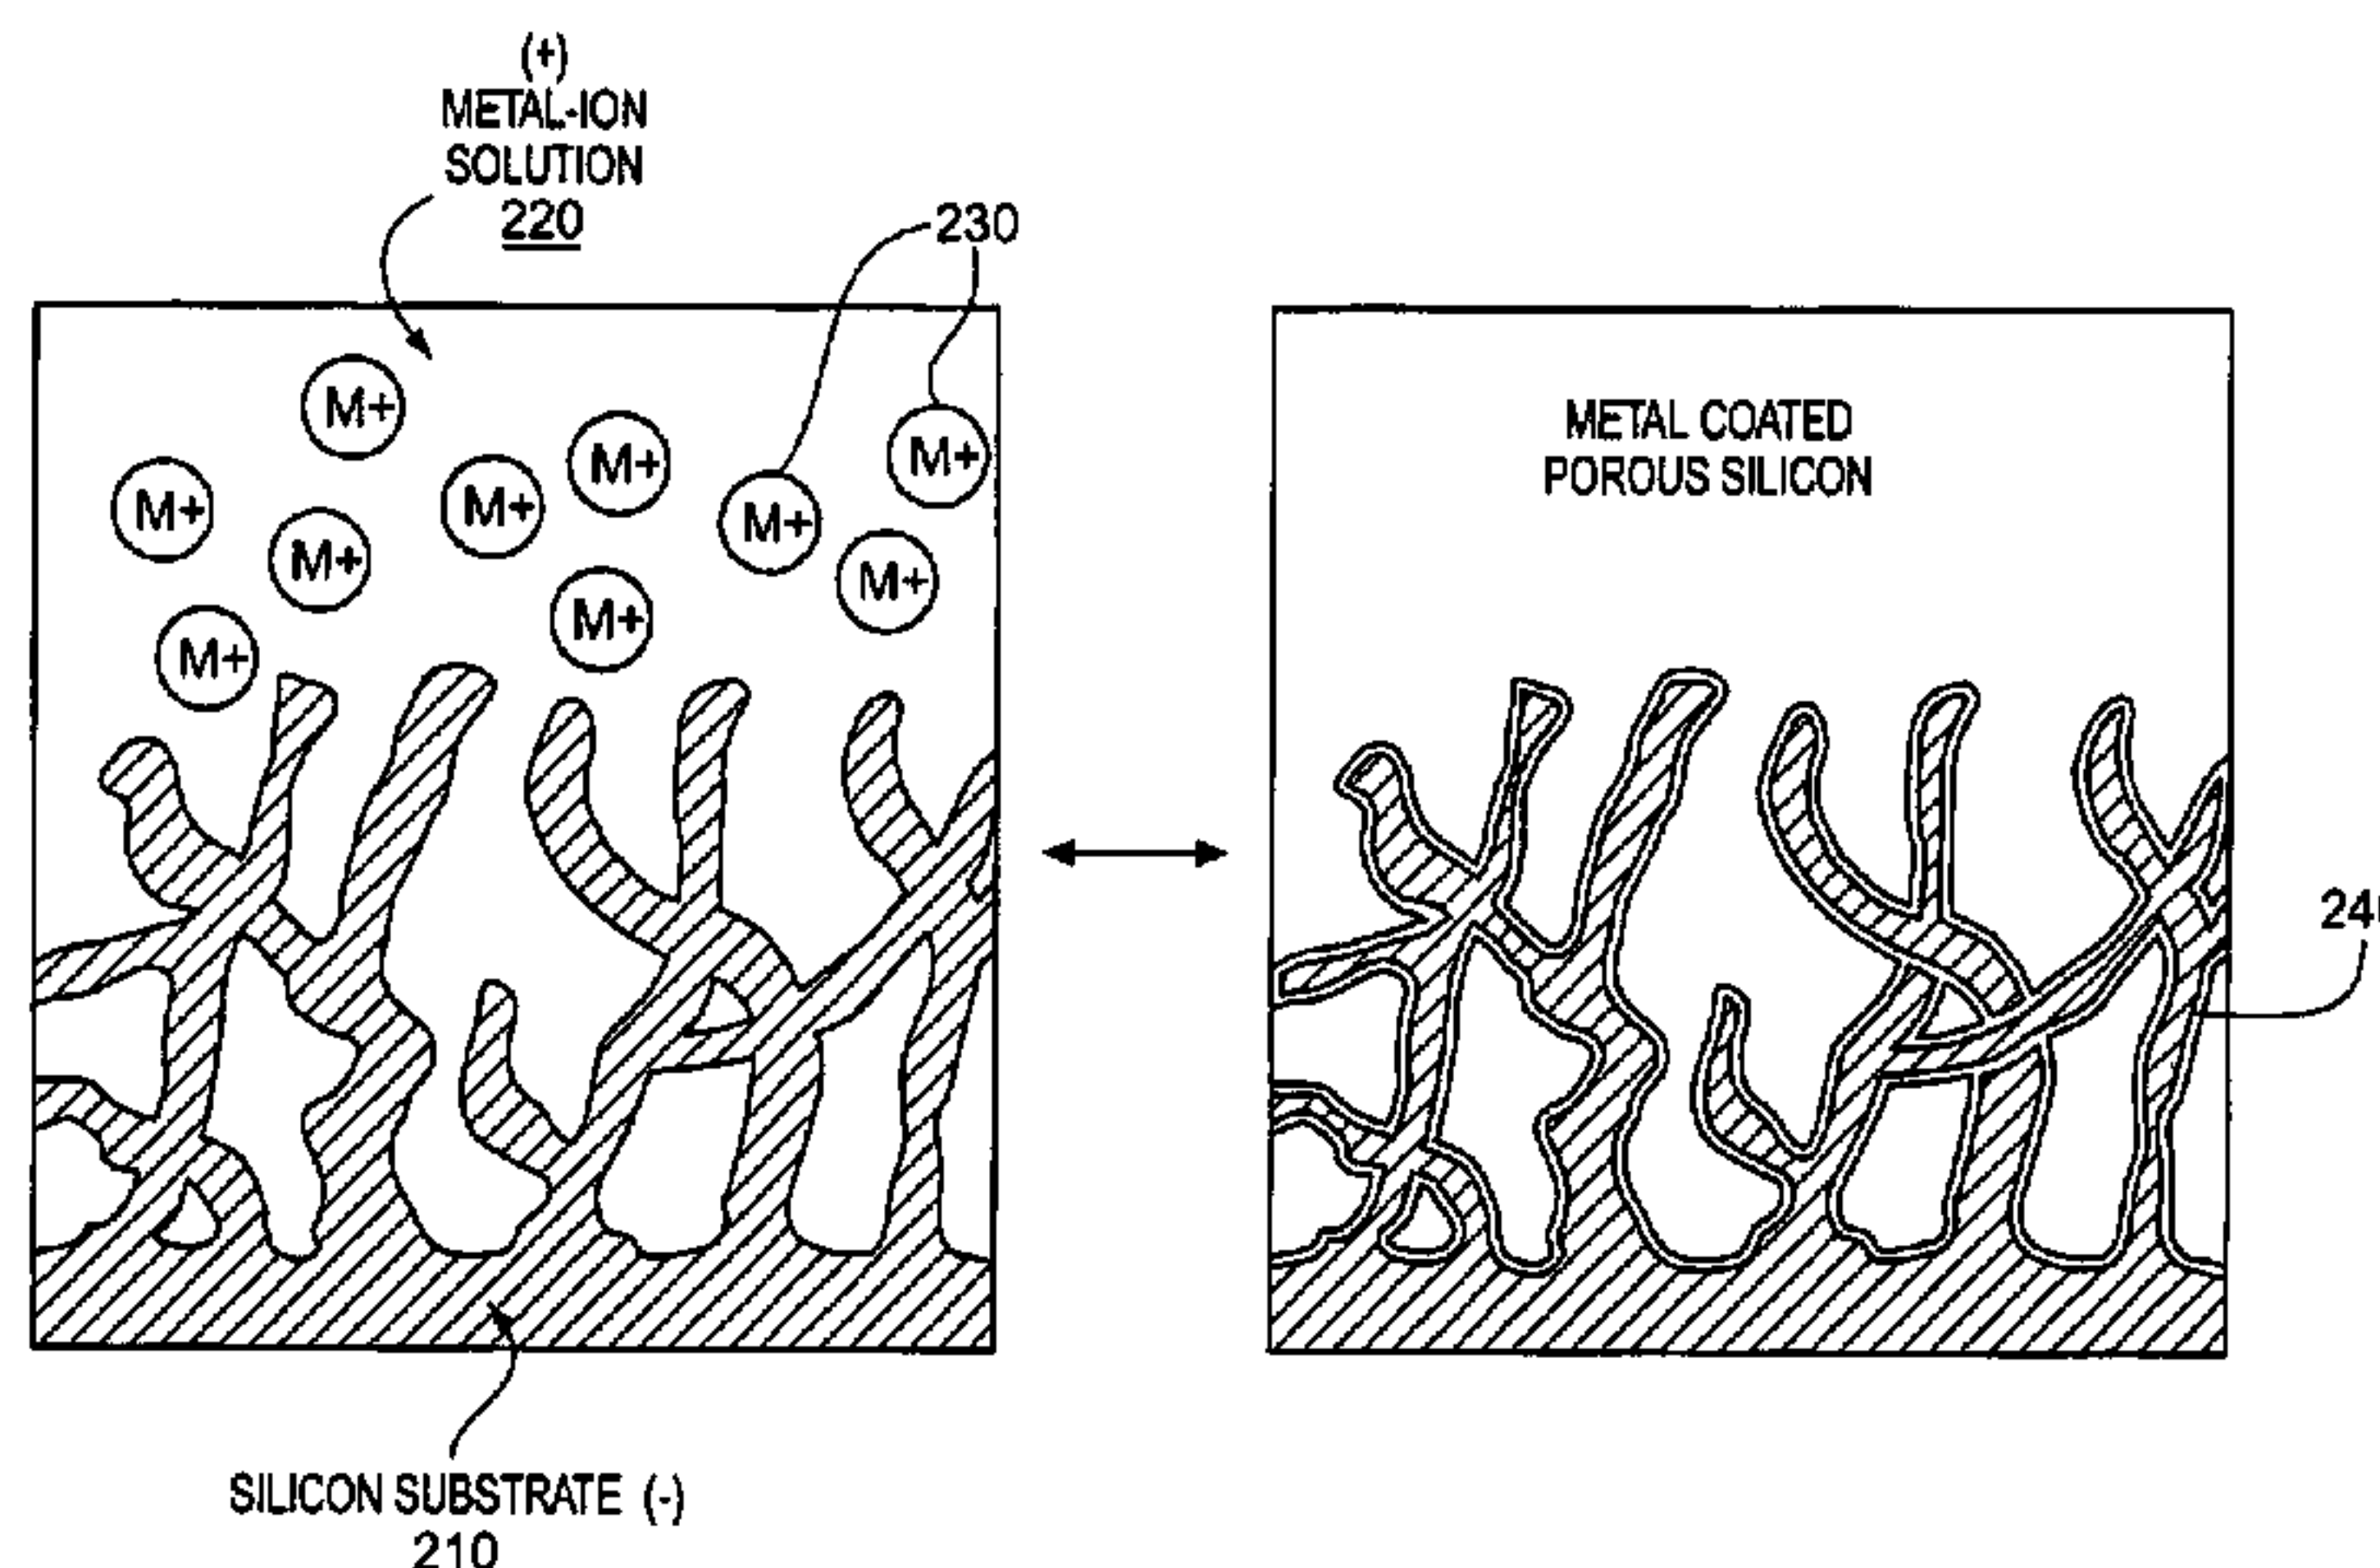 (+)
METAL-ION
SOLUTION
220
230
M+
M+
M+
M+
M+
M+
M+
M+
M+
M+
METAL COATED
POROUS SILICON
SILICON SUBSTRATE (-)
210